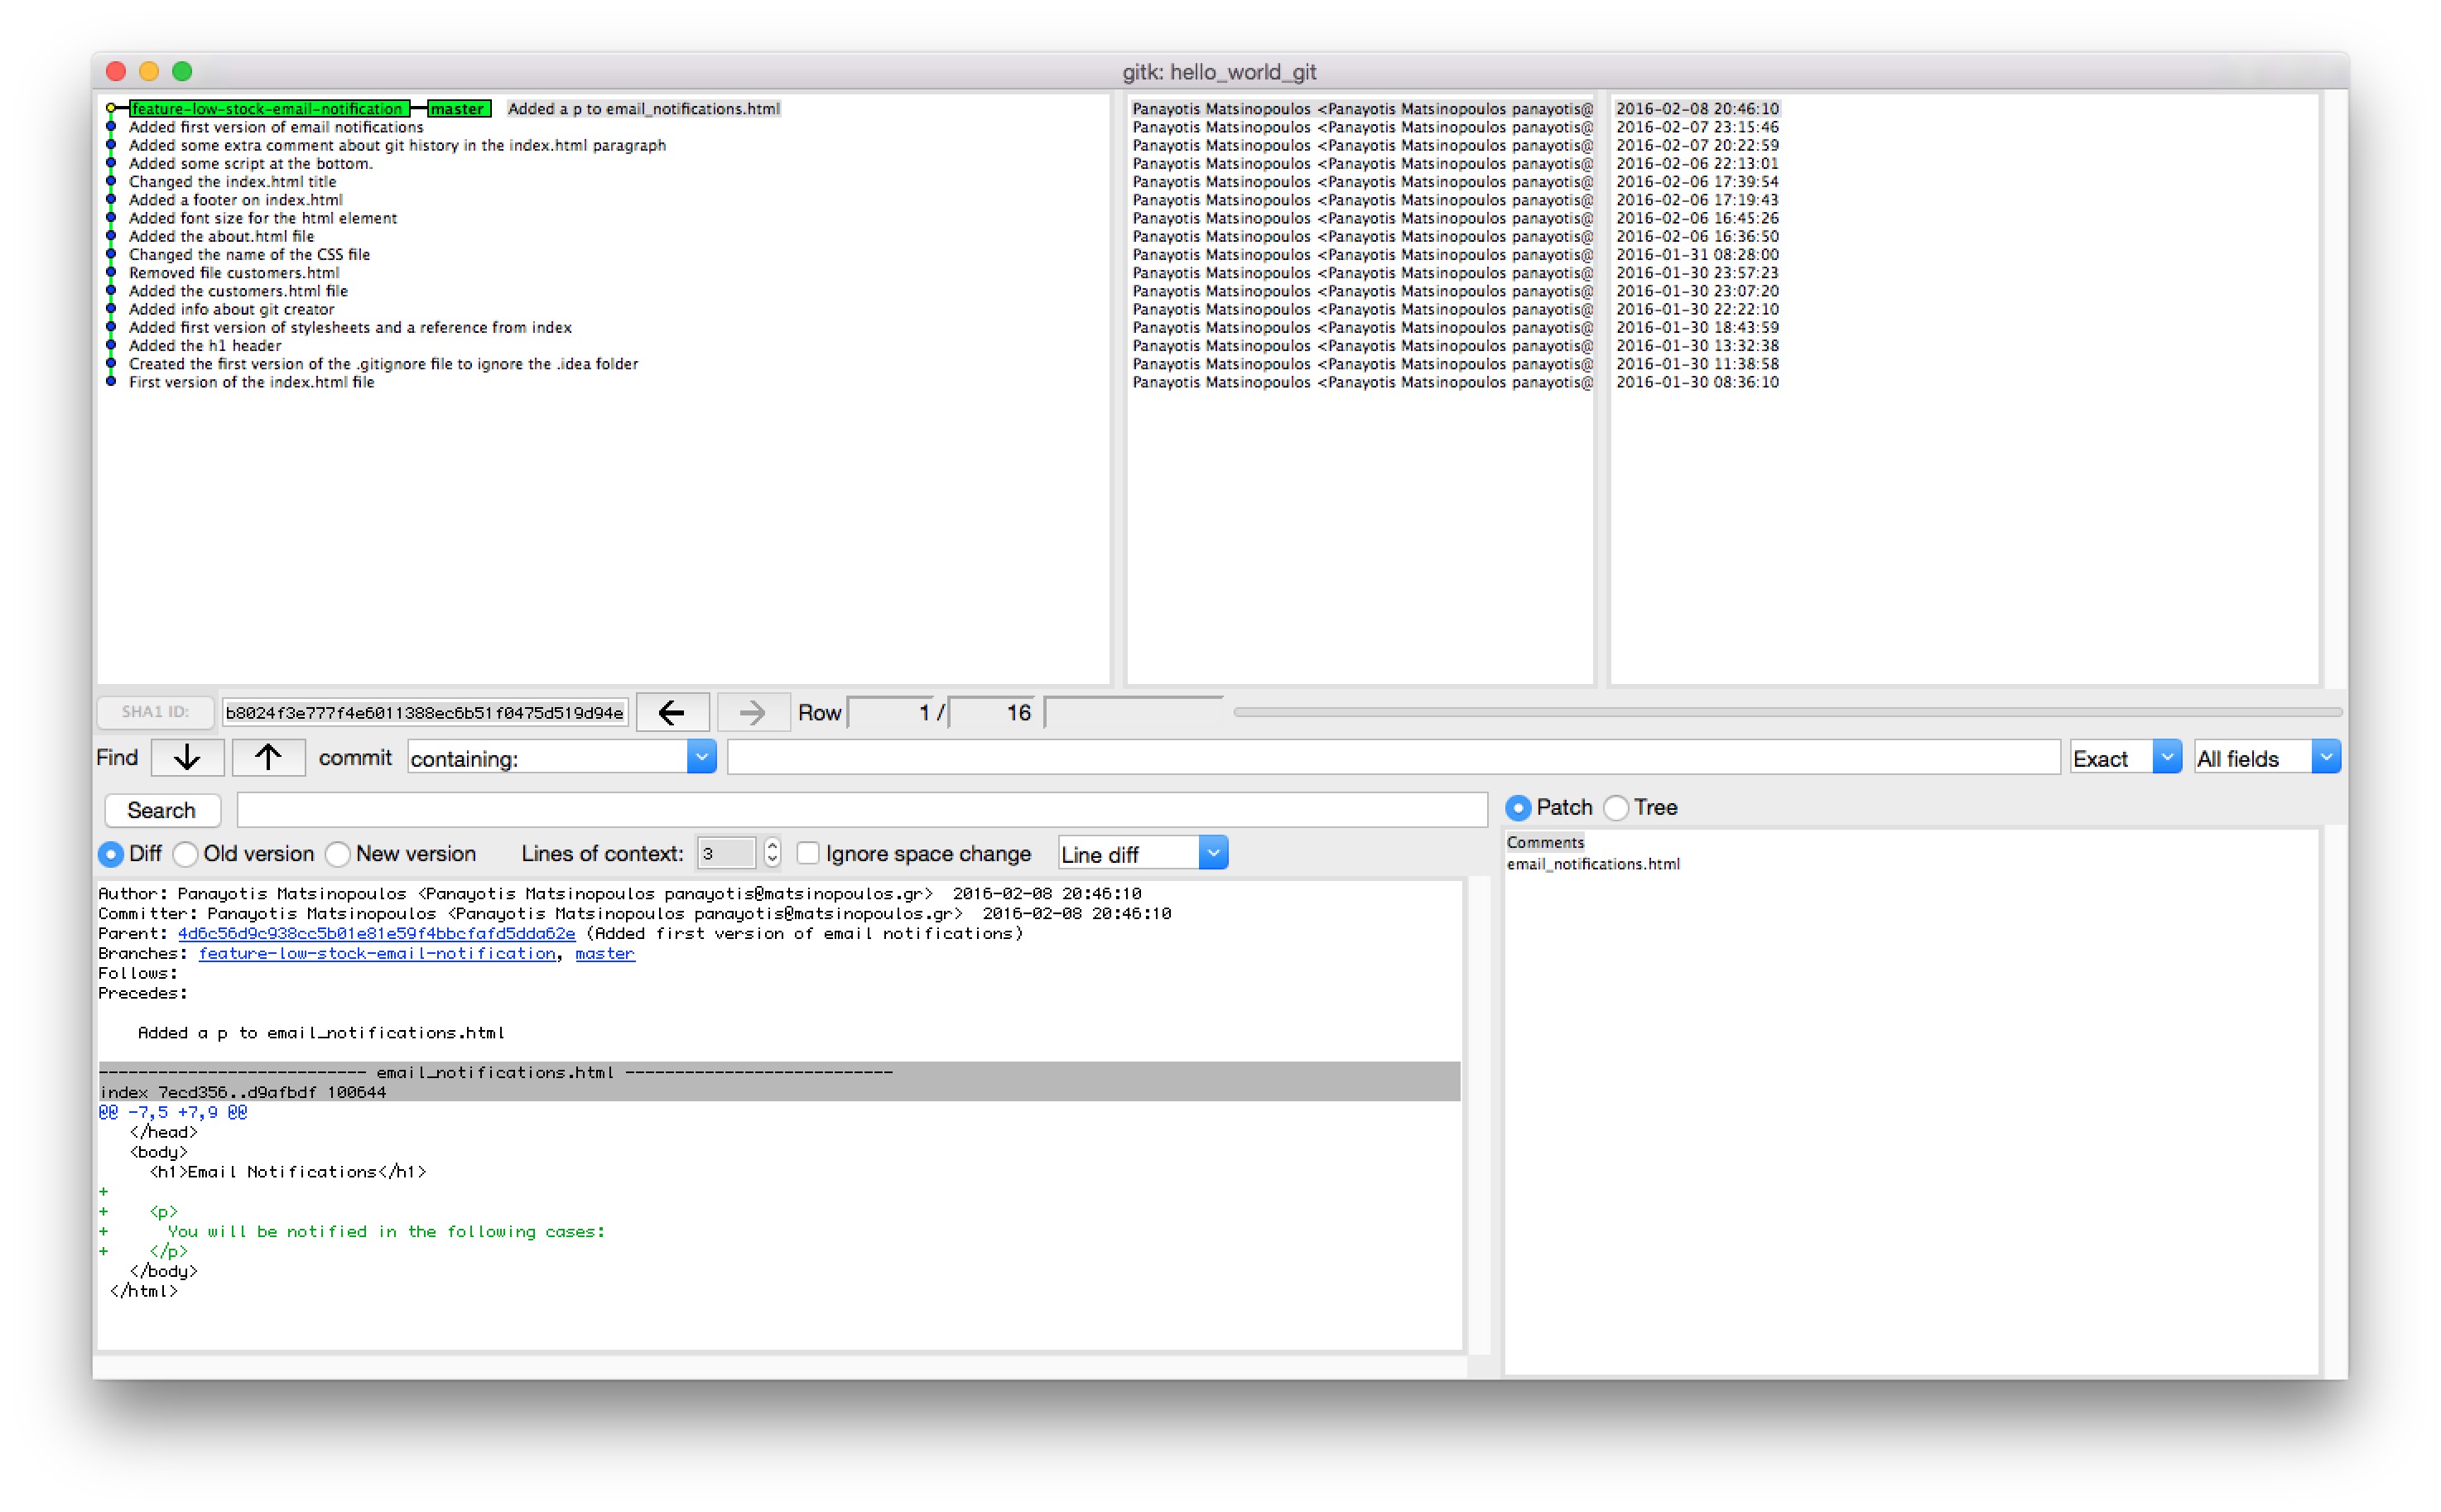 gitk: hello_world_git
feature-low-stock-email-notification master Added a p to email_notifications.html Panayotis Matsinopoulos <Panayotis Matsinopoulos panayotis@ 2016-02-08 20:46:10
Added first version of email notifications Panayotis Matsinopoulos <Panayotis Matsinopoulos panayotis@ 2016-02-07 23:15:46
Added some extra comment about git history in the index.html paragraph Panayotis Matsinopoulos <Panayotis Matsinopoulos panayotis@ 2016-02-07 20:22:59
Added some script at the bottom. Panayotis Matsinopoulos <Panayotis Matsinopoulos panayotis@ 2016-02-06 22:13:01
Changed the index.html title Panayotis Matsinopoulos <Panayotis Matsinopoulos panayotis@ 2016-02-06 17:39:54
Added a footer on index.html Panayotis Matsinopoulos <Panayotis Matsinopoulos panayotis@ 2016-02-06 17:19:43
Added font size for the html element Panayotis Matsinopoulos <Panayotis Matsinopoulos panayotis@ 2016-02-06 16:45:26
Added the about.html file Panayotis Matsinopoulos <Panayotis Matsinopoulos panayotis@ 2016-02-06 16:36:50
Changed the name of the CSS file Panayotis Matsinopoulos <Panayotis Matsinopoulos panayotis@ 2016-01-31 08:28:00
Removed file customers.html Panayotis Matsinopoulos <Panayotis Matsinopoulos panayotis@ 2016-01-30 23:57:23
Added the customers.html file Panayotis Matsinopoulos <Panayotis Matsinopoulos panayotis@ 2016-01-30 23:07:20
Added info about git creator Panayotis Matsinopoulos <Panayotis Matsinopoulos panayotis@ 2016-01-30 22:22:10
Added first version of stylesheets and a reference from index Panayotis Matsinopoulos <Panayotis Matsinopoulos panayotis@ 2016-01-30 18:43:59
Added the h1 header Panayotis Matsinopoulos <Panayotis Matsinopoulos panayotis@ 2016-01-30 13:32:38
Created the first version of the .gitignore file to ignore the .idea folder Panayotis Matsinopoulos <Panayotis Matsinopoulos panayotis@ 2016-01-30 11:38:58
First version of the index.html file Panayotis Matsinopoulos <Panayotis Matsinopoulos panayotis@ 2016-01-30 08:36:10
SHA1 ID: b8024f3e777f4e6011388ec6b51f0475d519d94e ← → Row 1 / 16
Find ↓ ↑ commit containing: Exact All fields
Search Patch Tree
Diff Old version New version Lines of context: 3 Ignore space change Line diff
Comments
email_notifications.html
Author: Panayotis Matsinopoulos <Panayotis Matsinopoulos panayotis@matsinopoulos.gr> 2016-02-08 20:46:10
Committer: Panayotis Matsinopoulos <Panayotis Matsinopoulos panayotis@matsinopoulos.gr> 2016-02-08 20:46:10
Parent: 4d6c56d9c938cc5b01e81e59f4bbcfafd5dda62e (Added first version of email notifications)
Branches: feature-low-stock-email-notification, master
Follows:
Precedes:
Added a p to email_notifications.html
--------------------------- email_notifications.html ---------------------------
index 7ecd356..d9afbdf 100644
@@ -7,5 +7,9 @@
</head>
<body>
<h1>Email Notifications</h1>
+
+ <p>
+ You will be notified in the following cases:
+ </p>
</body>
</html>